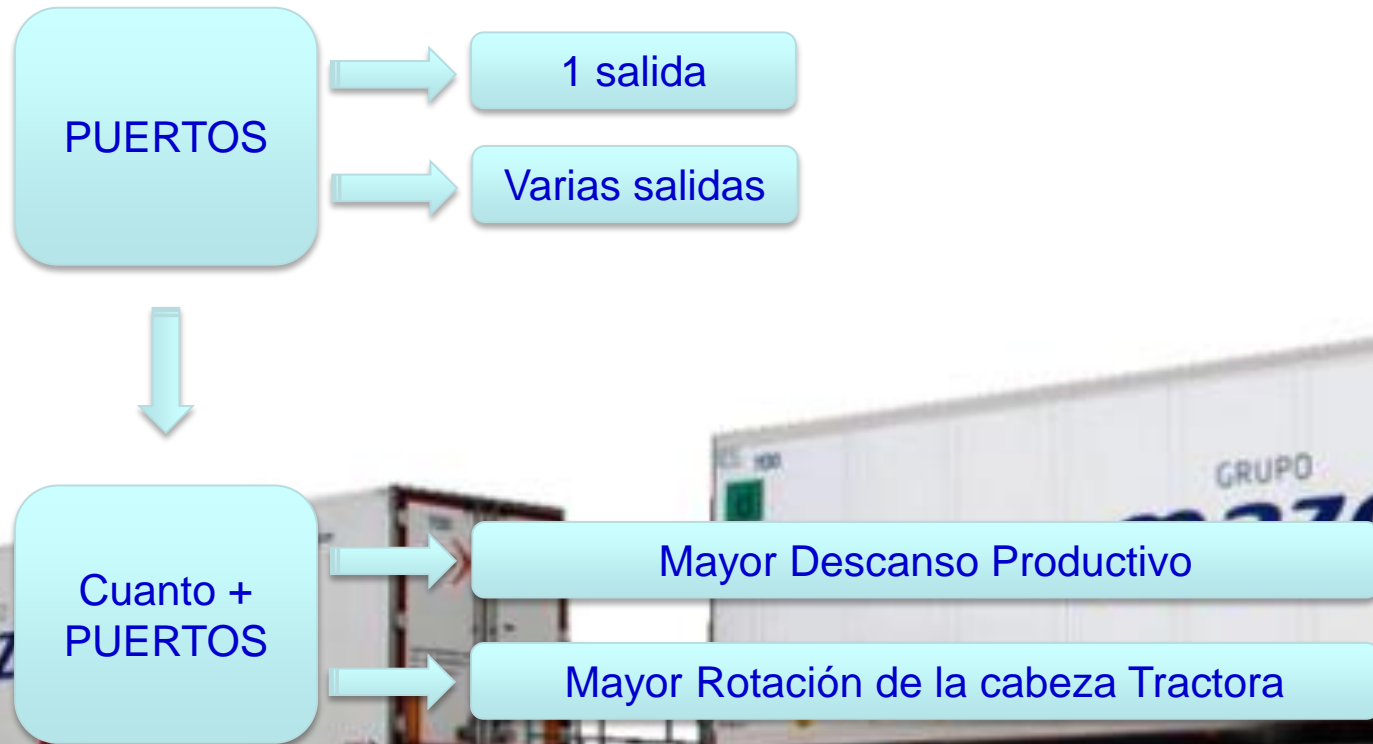 PUERTOS
1 salida
Varias salidas
Cuanto +
PUERTOS
Mayor Descanso Productivo
Mayor Rotación de la cabeza Tractora
GRUPO